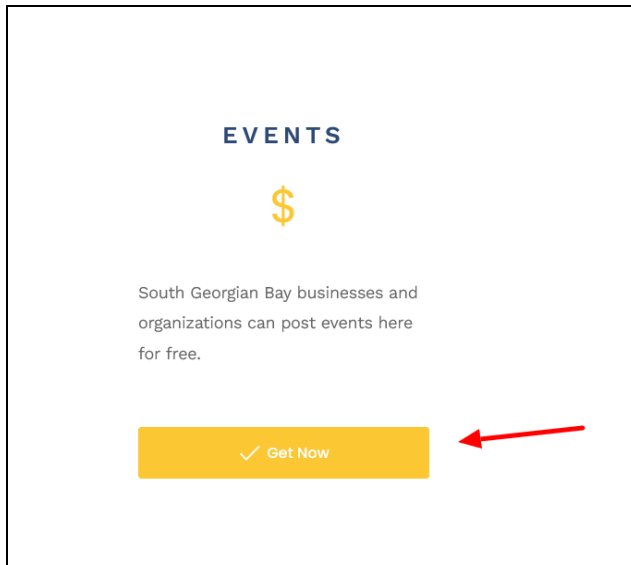 EVENTS
$
South Georgian Bay businesses and
organizations can post events here
for free.
Get Now